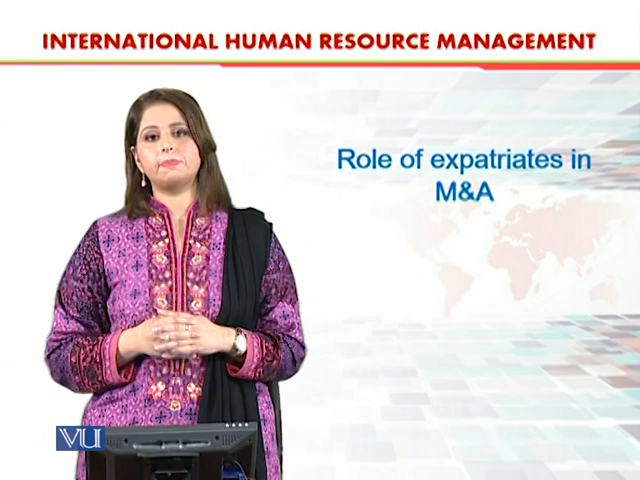 INTERNATIONAL HUMAN RESOURCE MANAGEMENT
Role of expatriates in
M&A
VU